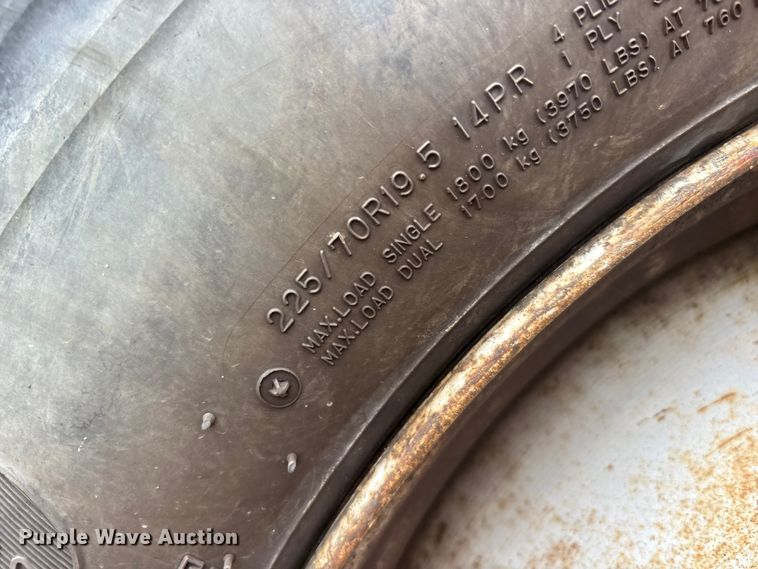 4
1 PLY
225/70R19.5 14PR
MAX.LOAD SINGLE 1800 kg (3970 LBS) AT
MAX.LOAD DUAL 1700 kg (3750 LBS) AT 760
Purple Wave Auction